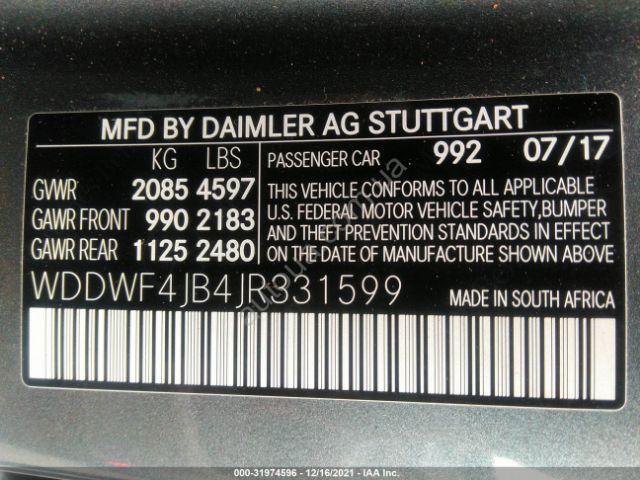 MFD BY DAIMLER AG STUTTGART
KG LBS
GVWR 2085 4597
GAWR FRONT 990 2183
GAWR REAR 1125 2480
PASSENGER CAR 992 07/17
THIS VEHICLE CONFORMS TO ALL APPLICABLE
U.S. FEDERAL MOTOR VEHICLE SAFETY,BUMPER
AND THEFT PREVENTION STANDARDS IN EFFECT
ON THE DATE OF MANUFACTURE SHOWN ABOVE
WDDWF4JB4JR331599
MADE IN SOUTH AFRICA
000-31974596 - 12/16/2021 - IAA Inc.